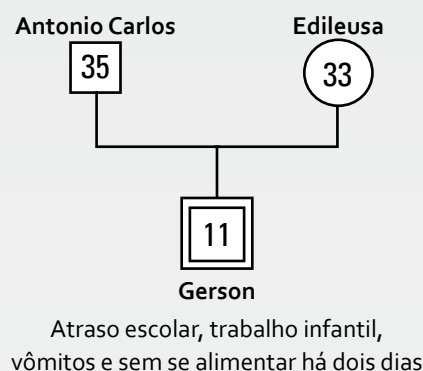 Antonio Carlos
Edileusa
35
33
11
Gerson
Atraso escolar, trabalho infantil,
vômitos e sem se alimentar há dois dias